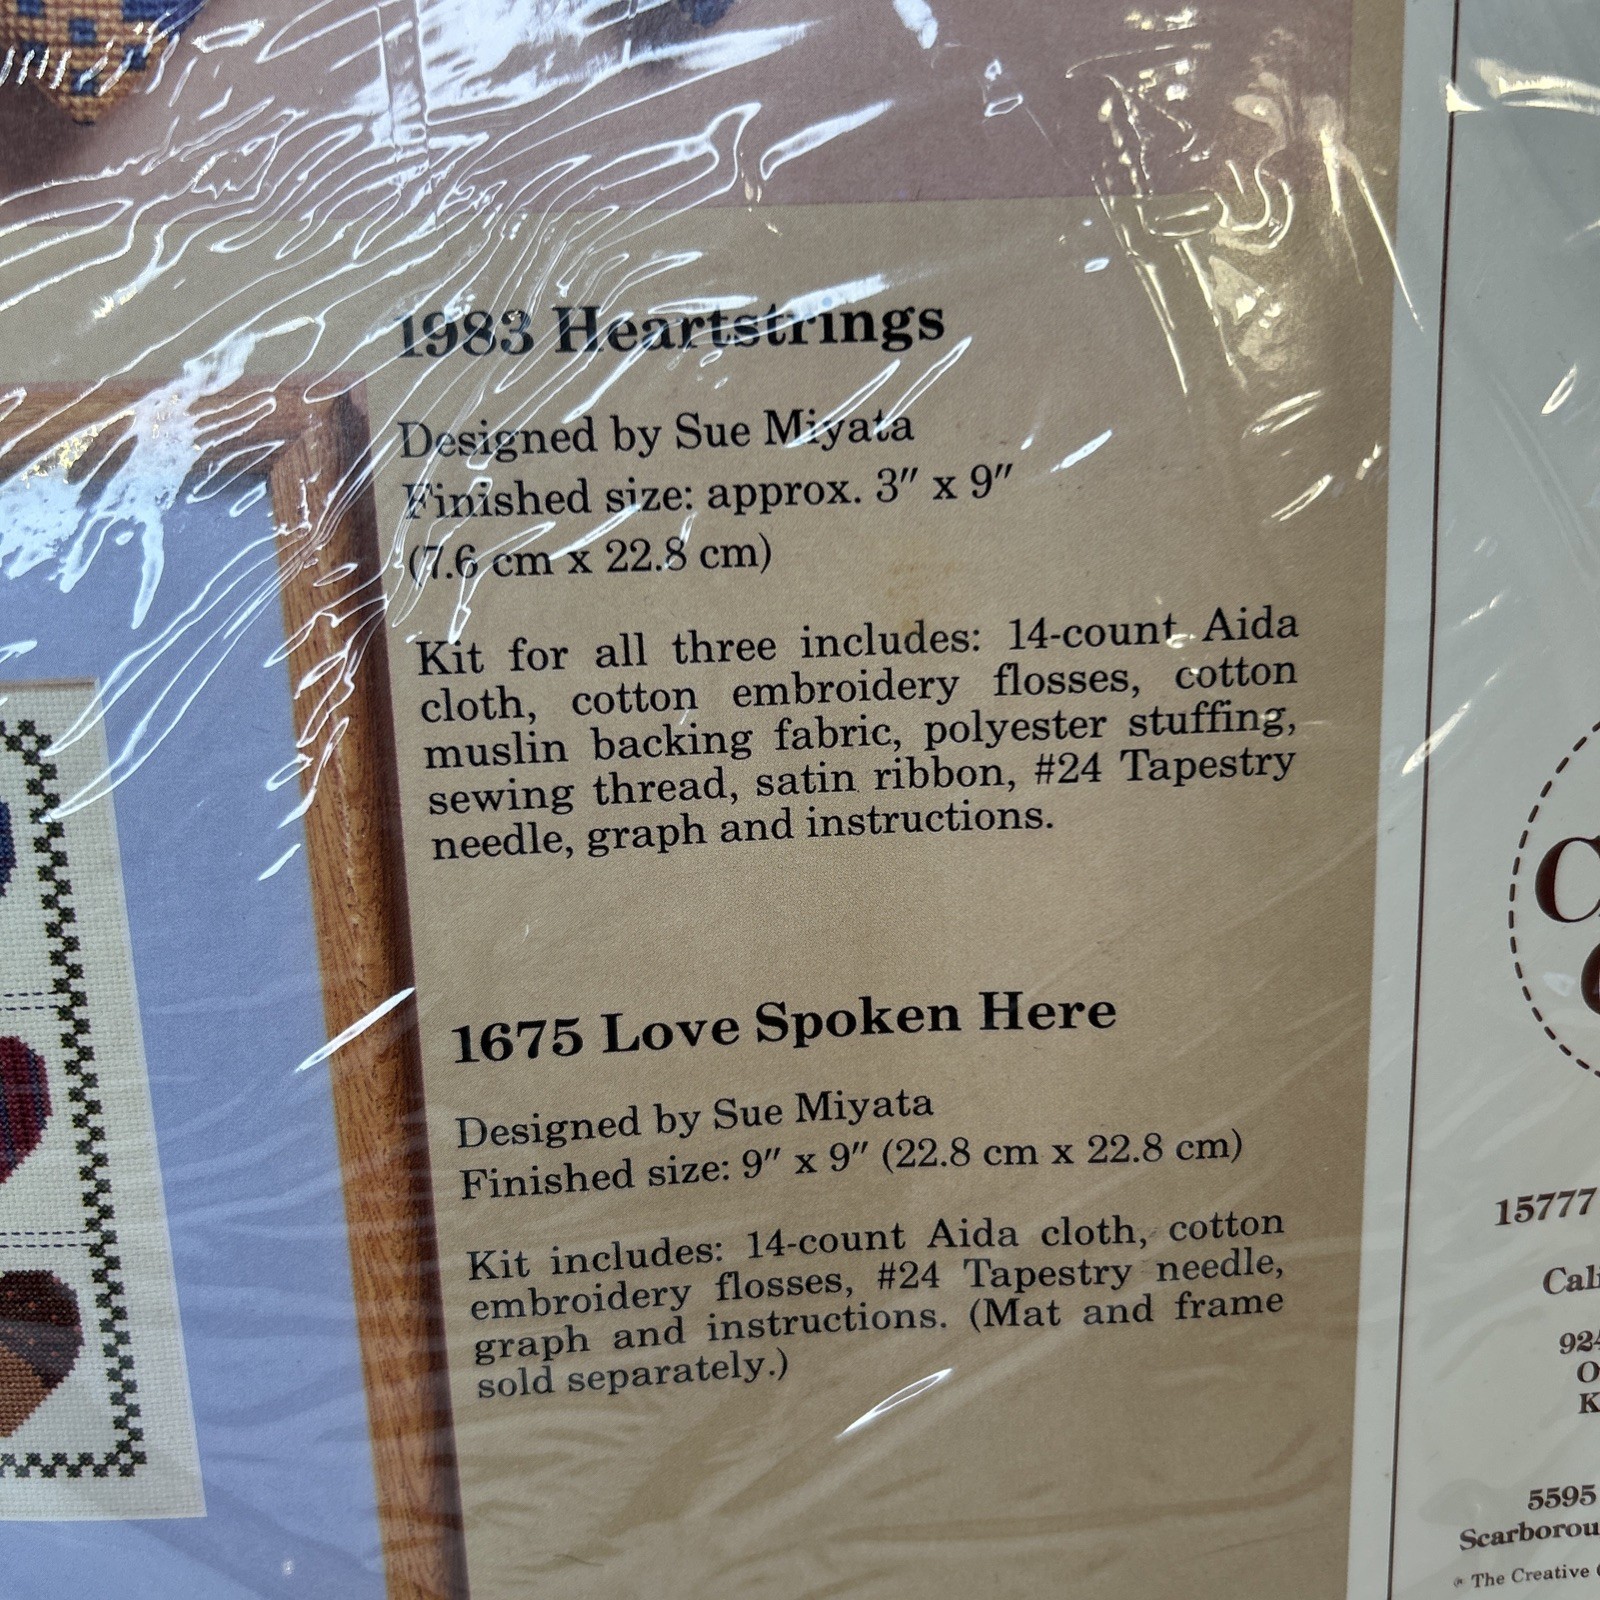 1983 Heartstrings
Designed by Sue Miyata
Finished size: approx. 3″ x 9″
(7.6 cm x 22.8 cm)
Kit for all three includes: 14-count Aida
cloth, cotton embroidery flosses, cotton
muslin backing fabric, polyester stuffing,
sewing thread, satin ribbon, #24 Tapestry
needle, graph and instructions.
1675 Love Spoken Here
Designed by Sue Miyata
Finished size: 9″ x 9″ (22.8 cm x 22.8 cm)
Kit includes: 14-count Aida cloth, cotton
embroidery flosses, #24 Tapestry needle,
graph and instructions. (Mat and frame
sold separately.)
15777
5595
The Creative